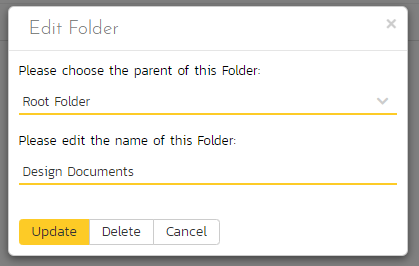 Edit Folder
×
Please choose the parent of this Folder:
Root Folder
Please edit the name of this Folder:
Design Documents
Update Delete Cancel